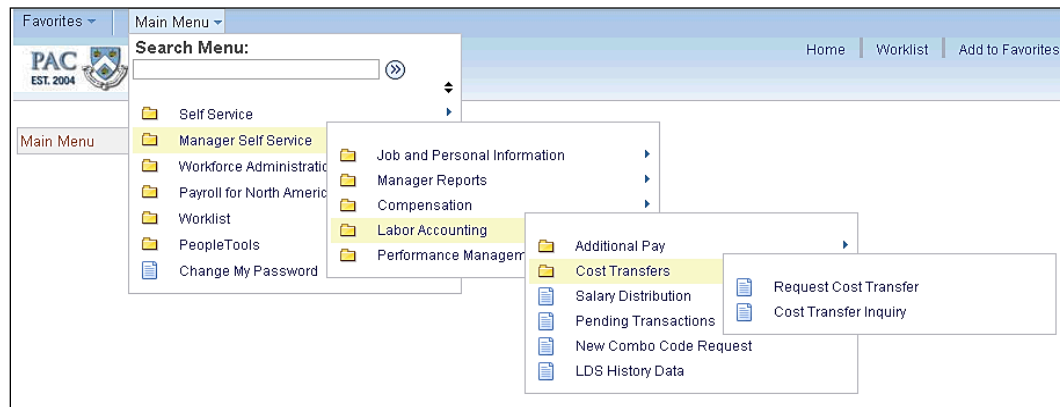 Favorites Main Menu
Search Menu:
Home Worklist Add to Favorites
PAC
EST. 2004
Main Menu
Self Service
Manager Self Service
Workforce Administratio
Payroll for North Americ
Worklist
PeopleTools
Change My Password
Job and Personal Information
Manager Reports
Compensation
Labor Accounting
Performance Managem
Additional Pay
Cost Transfers
Salary Distribution
Pending Transactions
New Combo Code Request
LDS History Data
Request Cost Transfer
Cost Transfer Inquiry